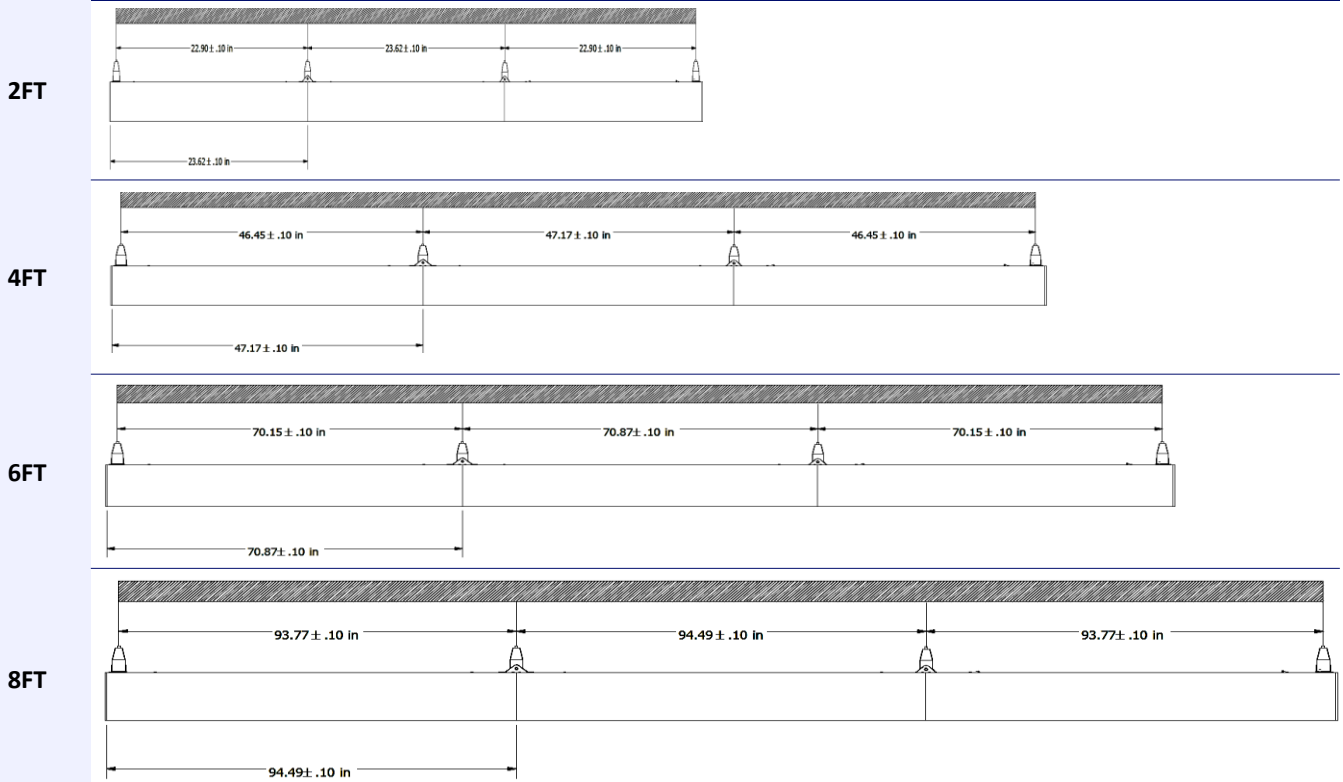 22.90± .10 in 23.62± .10 in 22.90± .10 in
2FT
23.62± .10 in
46.45± .10 in 47.17± .10 in 46.45± .10 in
4FT
47.17± .10 in
70.15± .10 in 70.87± .10 in 70.15± .10 in
6FT
70.87± .10 in
93.77± .10 in 94.49± .10 in 93.77± .10 in
8FT
94.49± .10 in